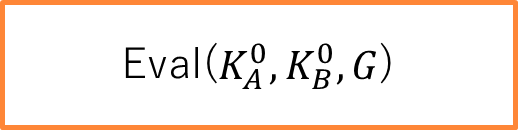 Eval(𝐾_𝐴^0, 𝐾_𝐵^0, 𝐺)